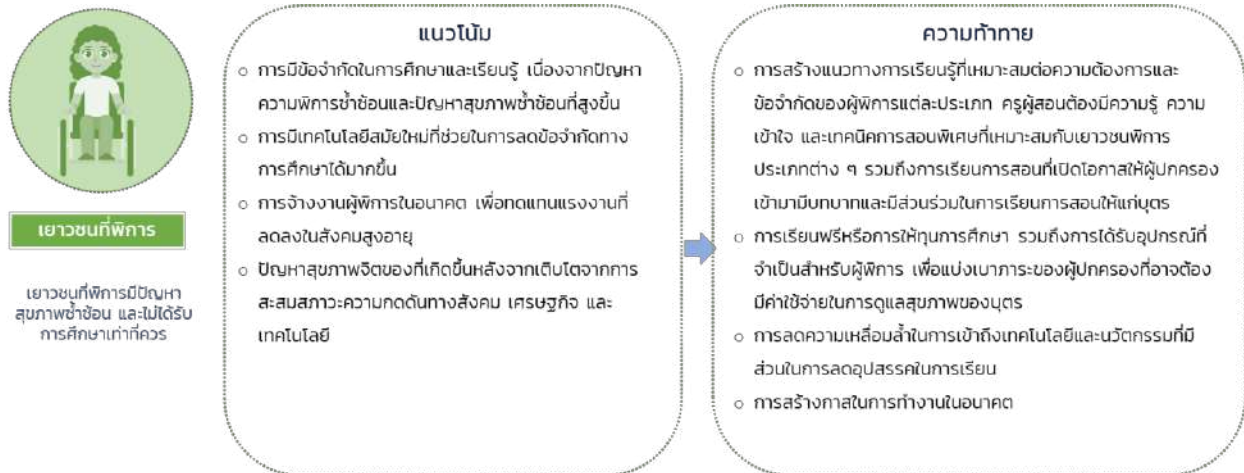 เยาวชนที่พิการ
เยาวชนที่พิการมีปัญหา
สุขภาพซ้ำซ้อน และไม่ได้รับ
การศึกษาเท่าที่ควร
แนวโน้ม
○ การมีข้อจำกัดในการศึกษาและเรียนรู้ เนื่องจากปัญหา
ความพิการซ้ำซ้อนและปัญหาสุขภาพซ้ำซ้อนที่สูงขึ้น
○ การมีเทคโนโลยีสมัยใหม่ที่ช่วยในการลดข้อจำกัดทาง
การศึกษาได้มากขึ้น
○ การจ้างงานผู้พิการในอนาคต เพื่อทดแทนแรงงานที่
ลดลงในสังคมสูงอายุ
○ ปัญหาสุขภาพจิตของที่เกิดขึ้นหลังจากเติบโตจากการ
สะสมสภาวะความกดดันทางสังคม เศรษฐกิจ และ
เทคโนโลยี
ความท้าทาย
○ การสร้างแนวทางการเรียนรู้ที่เหมาะสมต่อความต้องการและ
ข้อจำกัดของผู้พิการแต่ละประเภท ครูผู้สอนต้องมีความรู้ ความ
เข้าใจ และเทคนิคการสอนพิเศษที่เหมาะสมกับเยาวชนพิการ
ประเภทต่าง ๆ รวมถึงการเรียนการสอนที่เปิดโอกาสให้ผู้ปกครอง
เข้ามามีบทบาทและมีส่วนร่วมในการเรียนการสอนให้แก่บุตร
○ การเรียนฟรีหรือการให้ทุนการศึกษา รวมถึงการได้รับอุปกรณ์ที่
จำเป็นสำหรับผู้พิการ เพื่อแบ่งเบาภาระของผู้ปกครองที่อาจต้อง
มีค่าใช้จ่ายในการดูแลสุขภาพของบุตร
○ การลดความเหลื่อมล้ำในการเข้าถึงเทคโนโลยีและนวัตกรรมที่มี
ส่วนในการลดอุปสรรคในการเรียน
○ การสร้างกาสในการทำงานในอนาคต